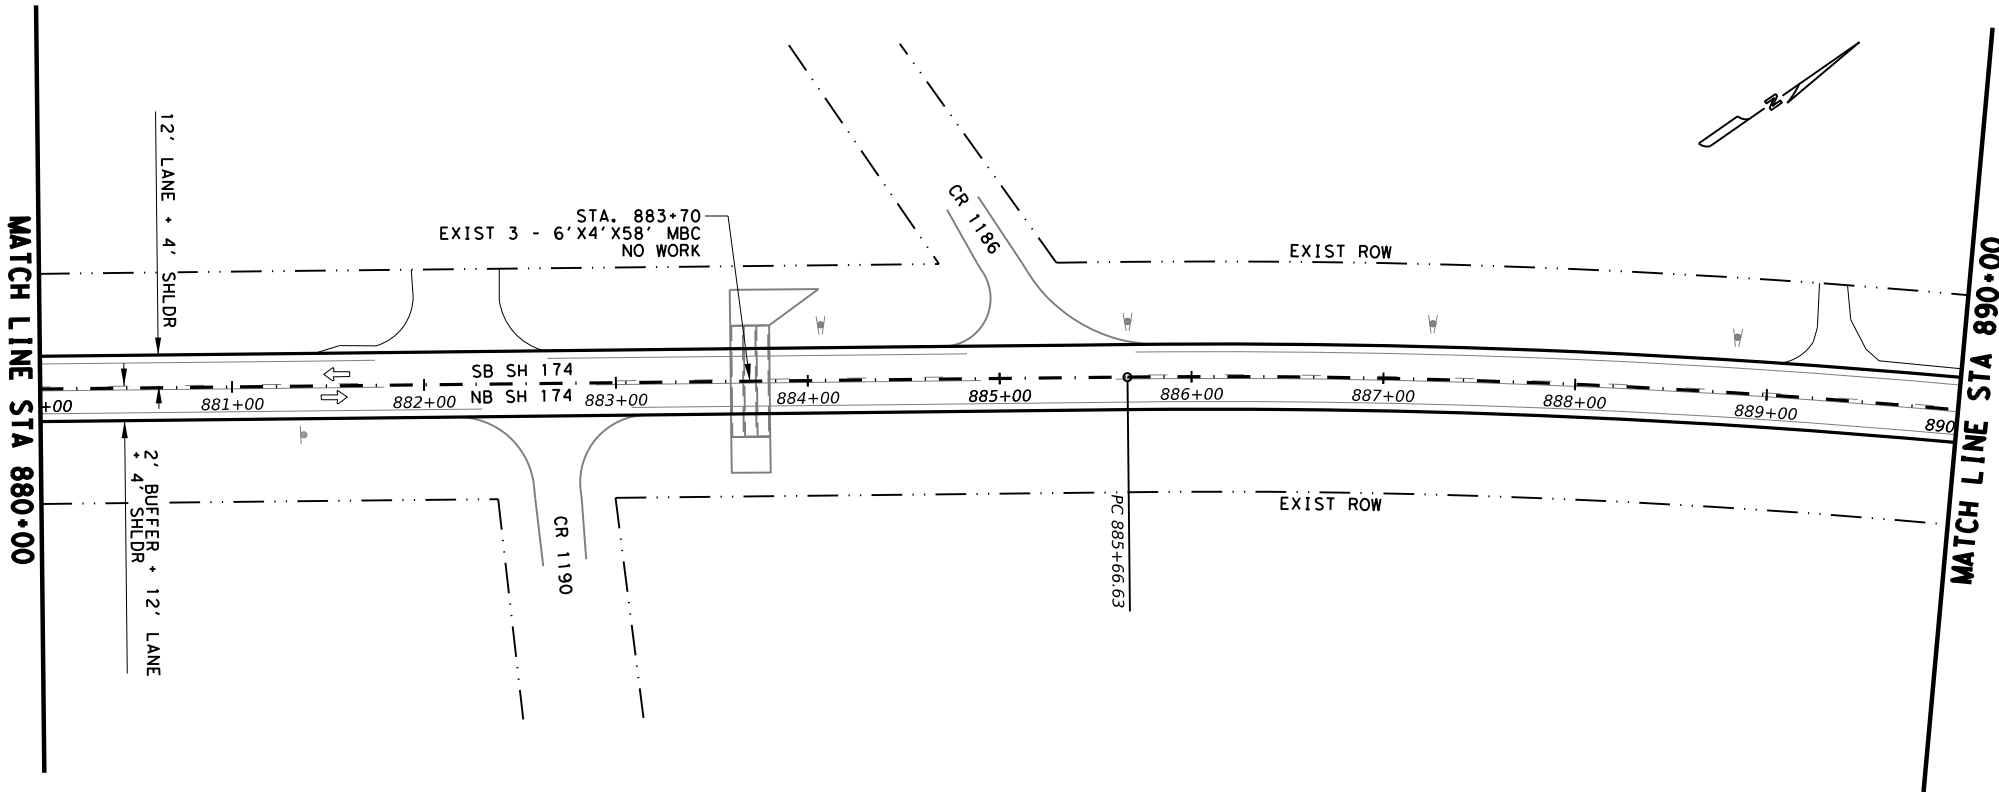 MATCH LINE STA 880+00
12' LANE + 4' SHLDR
STA. 883+70
EXIST 3 - 6'X4'X58' MBC
NO WORK
CR 1186
EXIST ROW
N
MATCH LINE STA 890+00
SB SH 174
NB SH 174
+00
881+00
882+00
883+00
884+00
885+00
886+00
887+00
888+00
889+00
890
2' BUFFER + 12' LANE
+ 4' SHLDR
CR 1190
PC 885+66.63
EXIST ROW